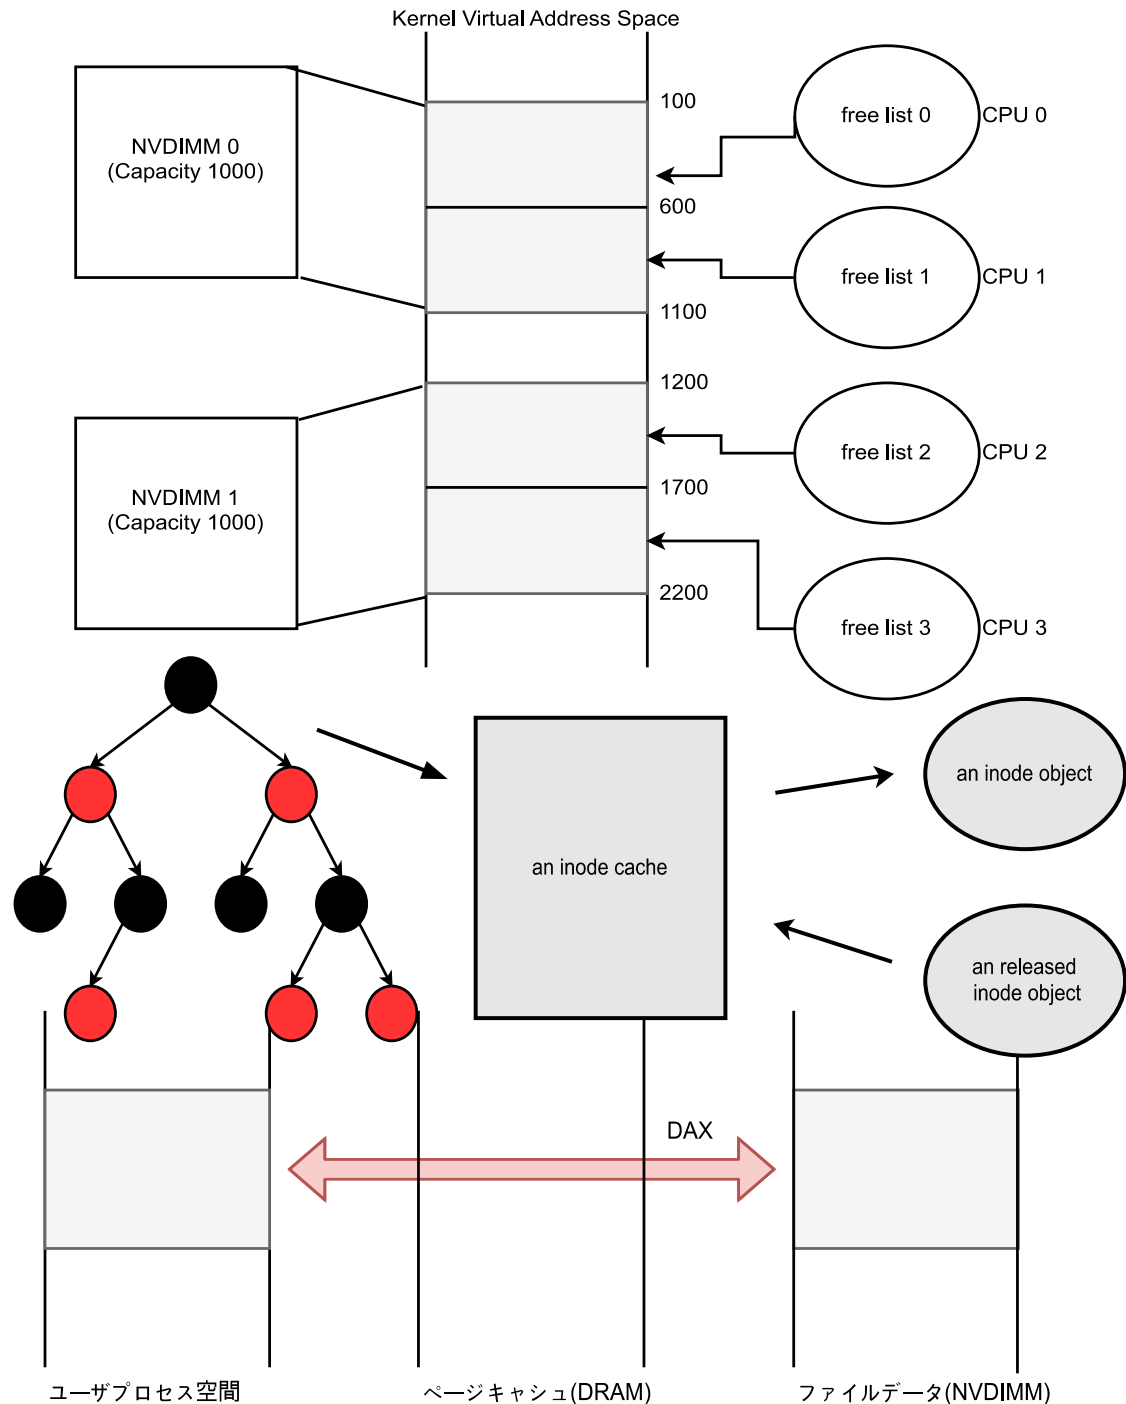 Kernel Virtual Address Space
NVDIMM 0
(Capacity 1000)
100
free list 0
CPU 0
600
free list 1
CPU 1
1100
1200
NVDIMM 1
(Capacity 1000)
free list 2
CPU 2
1700
2200
free list 3
CPU 3
an inode cache
an inode object
an released
inode object
DAX
ユーザプロセス空間
ページキャシュ(DRAM)
ファイルデータ(NVDIMM)